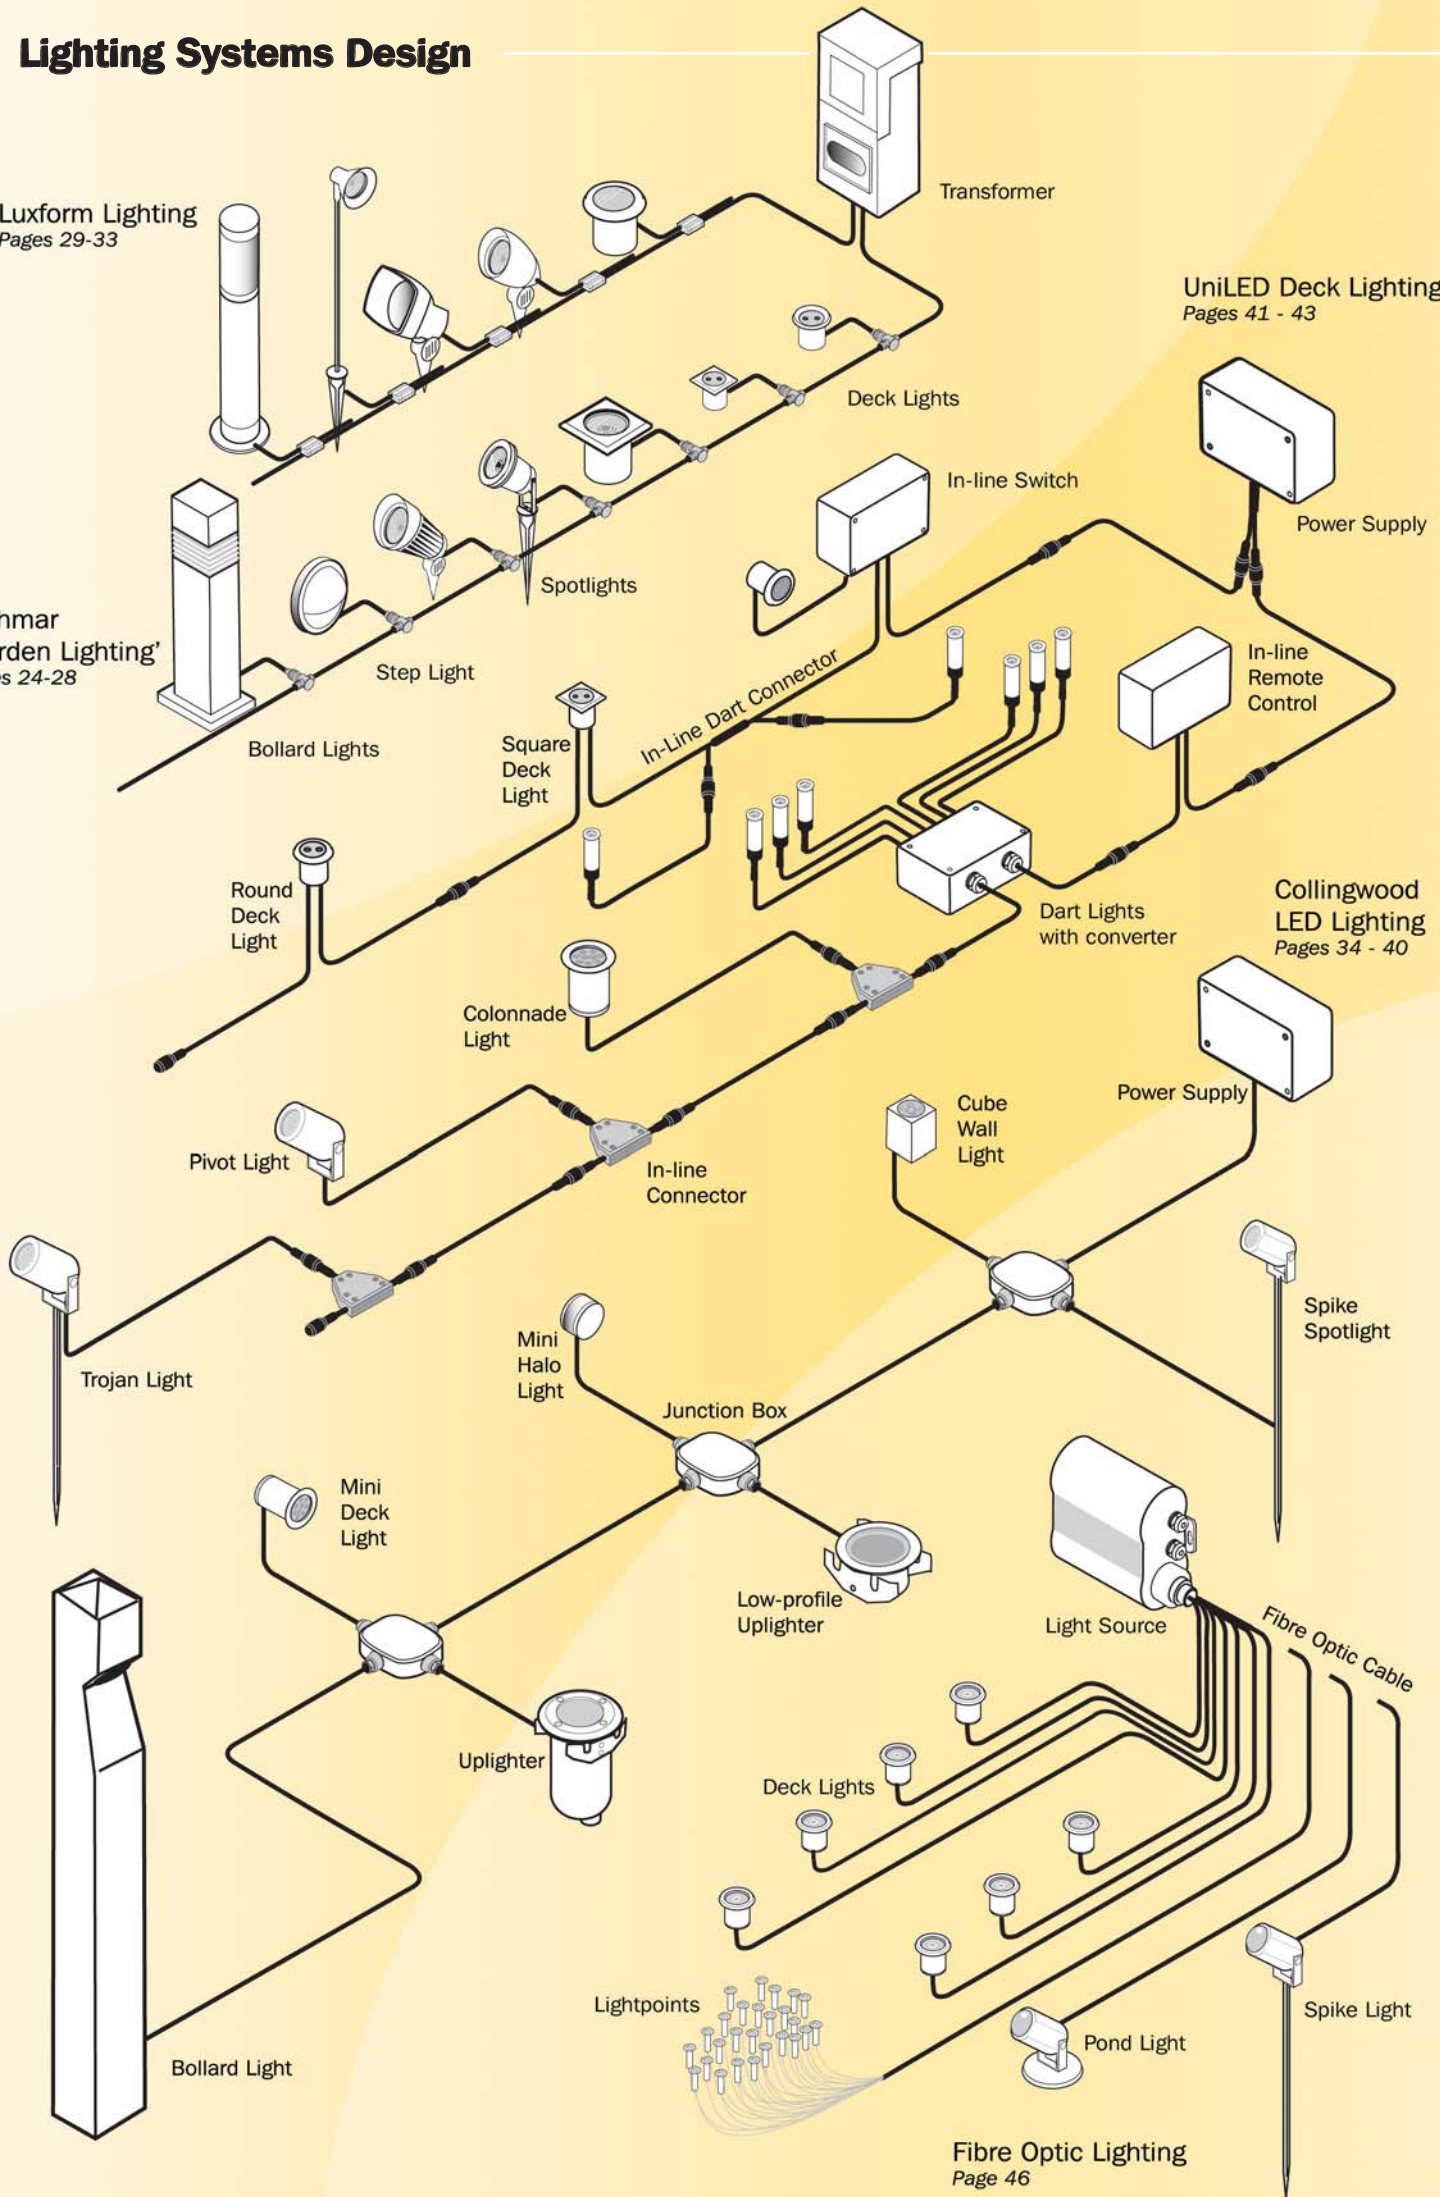 Lighting Systems Design
Transformer
Luxform Lighting
Pages 29-33
UniLED Deck Lighting
Pages 41 - 43
Deck Lights
In-line Switch
Power Supply
Spotlights
hmar
rden Lighting’
s 24-28
Step Light
In-line
Remote
Control
In-Line Dart Connector
Bollard Lights
Square
Deck
Light
Round
Deck
Light
Dart Lights
with converter
Collingwood
LED Lighting
Pages 34 - 40
Colonnade
Light
Power Supply
Cube
Wall
Light
Pivot Light
In-line
Connector
Spike
Spotlight
Mini
Halo
Light
Trojan Light
Junction Box
Mini
Deck
Light
Low-profile
Uplighter
Light Source
Fibre Optic Cable
Uplighter
Deck Lights
Lightpoints
Spike Light
Pond Light
Bollard Light
Fibre Optic Lighting
Page 46